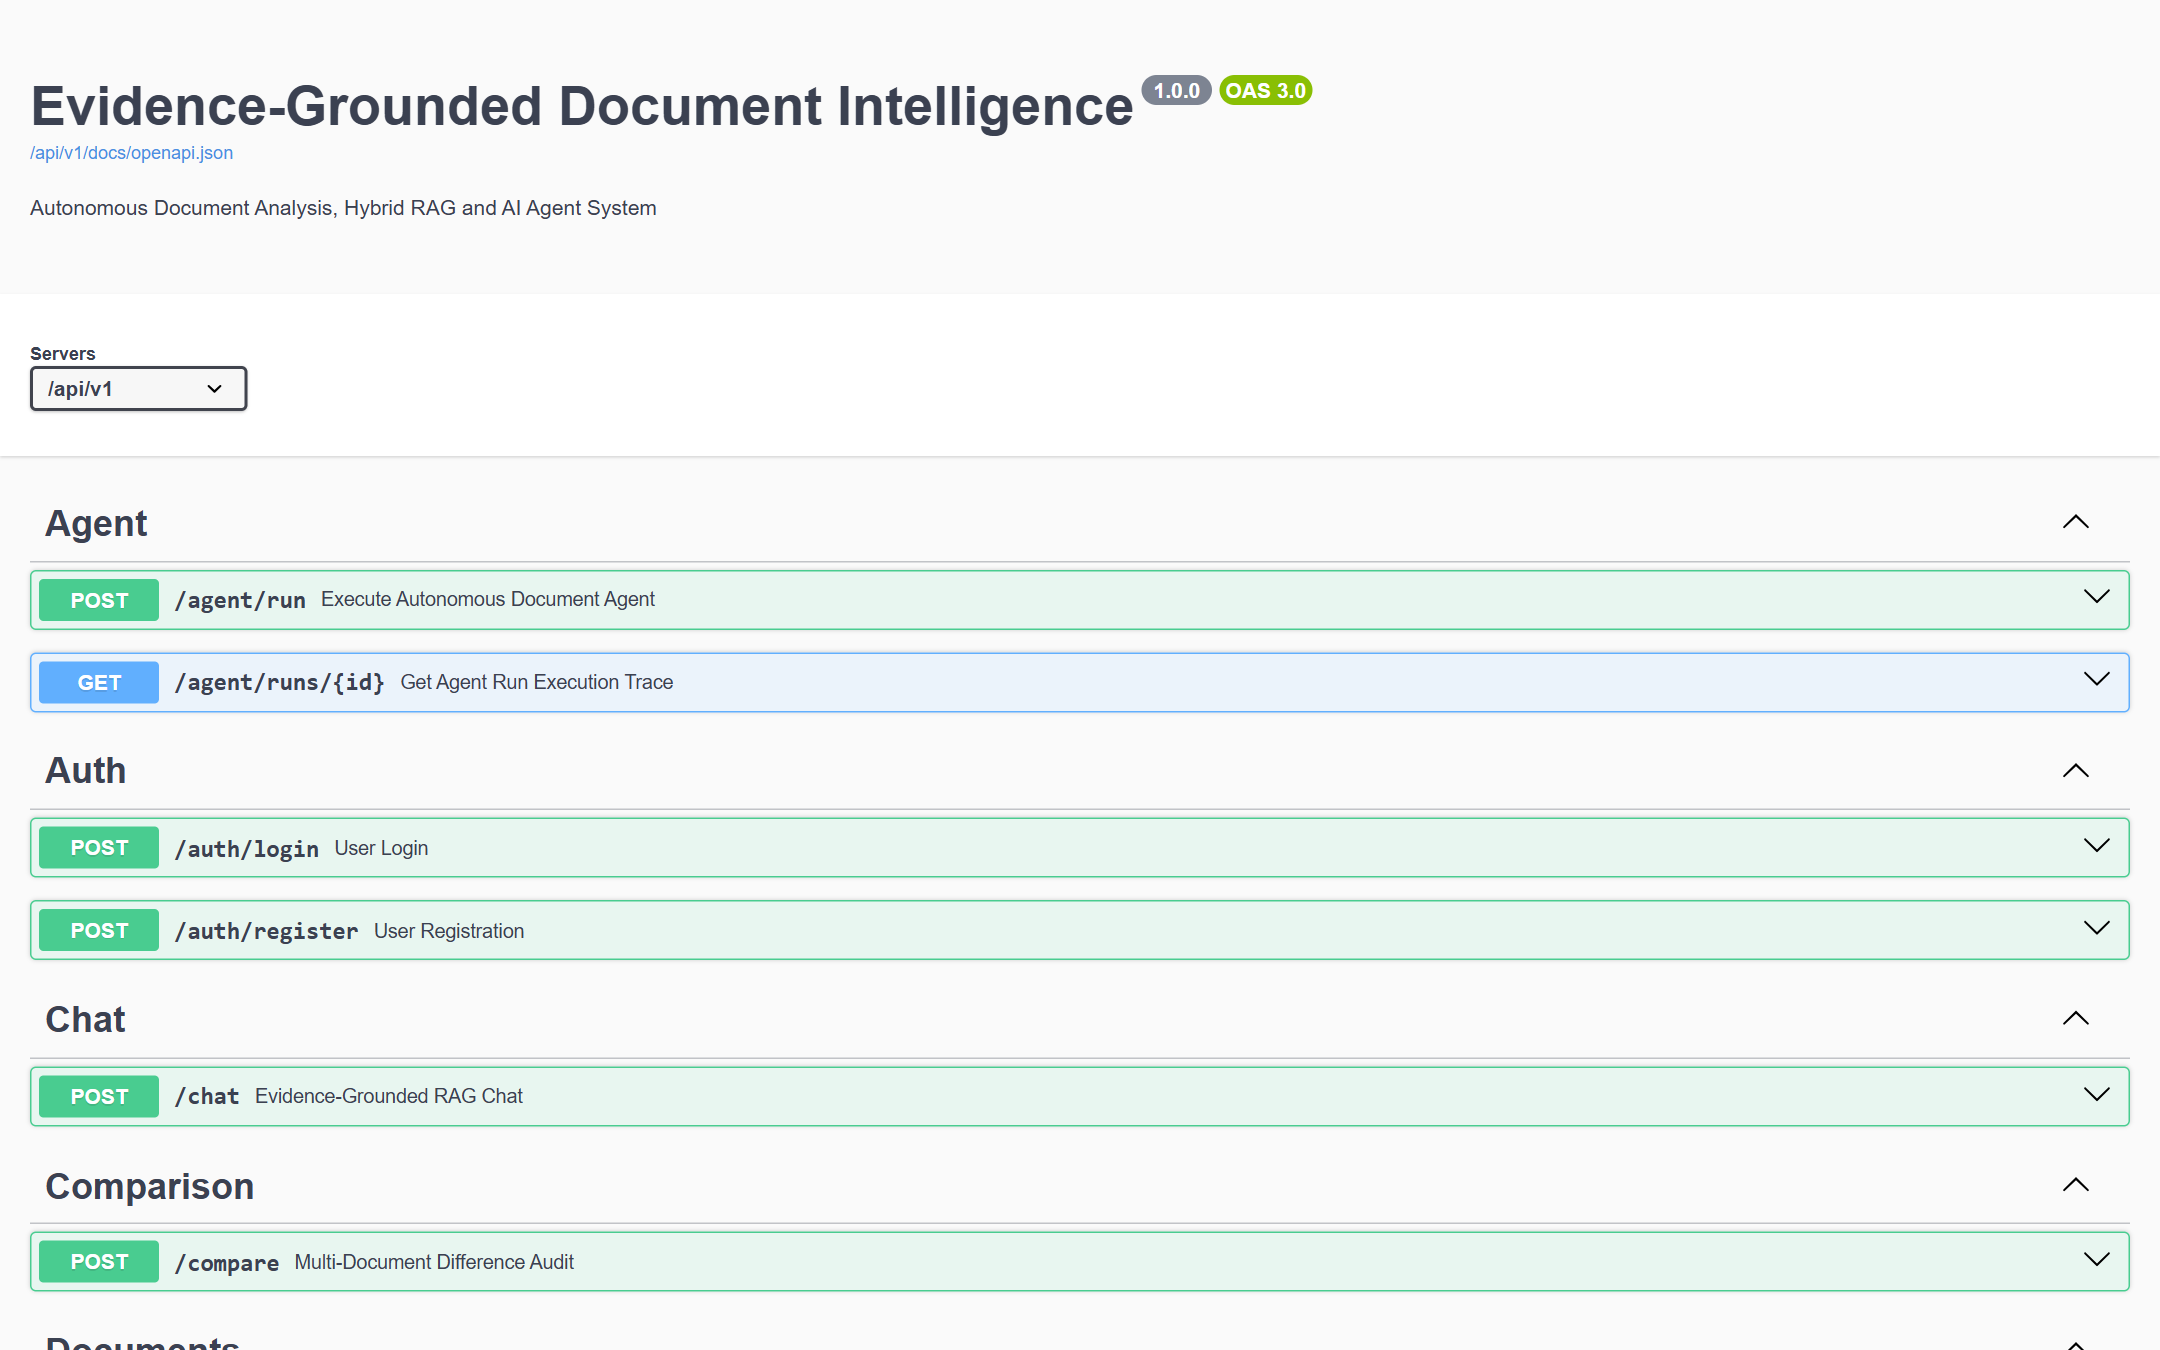 Evidence-Grounded Document Intelligence 1.0.0 OAS 3.0
/api/v1/docs/openapi.json
Autonomous Document Analysis, Hybrid RAG and AI Agent System
Servers
/api/v1
Agent
POST /agent/run Execute Autonomous Document Agent
GET /agent/runs/{id} Get Agent Run Execution Trace
Auth
POST /auth/login User Login
POST /auth/register User Registration
Chat
POST /chat Evidence-Grounded RAG Chat
Comparison
POST /compare Multi-Document Difference Audit
Documents